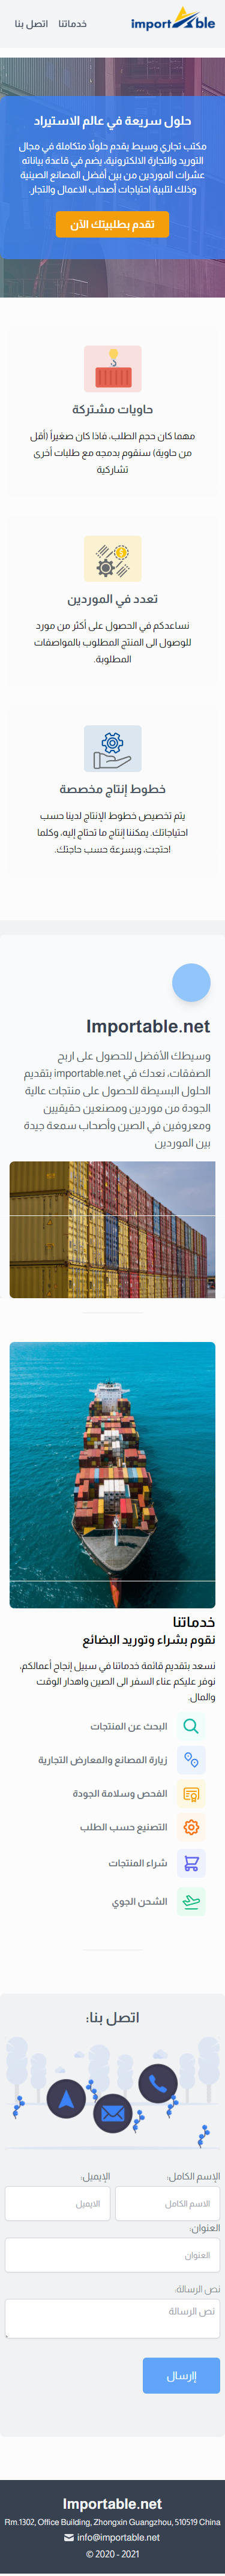 importable
خدماتنا
اتصل بنا
حلول سريعة في عالم الاستيراد
مكتب تجاري وسيط يقدم حلولاً متكاملة في مجال
التوريد والتجارة الالكترونية، يضم في قاعدة بياناته
عشرات الموردين من بين أفضل المصانع الصينية
وذلك لتلبية احتياجات أصحاب الاعمال والتجار.
تقدم بطلبيتك الآن
حاويات مشتركة
مهما كان حجم الطلب، فاذا كان صغيراً (أقل
من حاوية) سنقوم بدمجه مع طلبات أخرى
تشاركية
تعدد في الموردين
نساعدكم في الحصول على أكثر من مورد
للوصول الى المنتج المطلوب بالمواصفات
المطلوبة.
خطوط إنتاج مخصصة
يتم تخصيص خطوط الإنتاج لدينا حسب
احتياجاتك. يمكننا إنتاج ما تحتاج إليه، وكلما
احتجت، وبسرعة حسب حاجتك.
Importable.net
وسيطك الأفضل للحصول على اربح
الصفقات، نعدك في importable.net بتقديم
الحلول البسيطة للحصول على منتجات عالية
الجودة من موردين ومصنعين حقيقيين
ومعروفين في الصين وأصحاب سمعة جيدة
بين الموردين
خدماتنا
نقوم بشراء وتوريد البضائع
نسعد بتقديم قائمة خدماتنا في سبيل إنجاح أعمالكم،
نوفر عليكم عناء السفر الى الصين واهدار الوقت
والمال.
البحث عن المنتجات
زيارة المصانع والمعارض التجارية
الفحص وسلامة الجودة
التصنيع حسب الطلب
شراء المنتجات
الشحن الجوي
اتصل بنا:
الإسم الكامل:
الإيميل:
الاسم الكامل
الايميل
العنوان:
العنوان
نص الرسالة:
نص الرسالة
إارسال
Importable.net
Rm.1302, Office Building, Zhongxin Guangzhou, 510519 China
info@importable.net
© 2020 - 2021